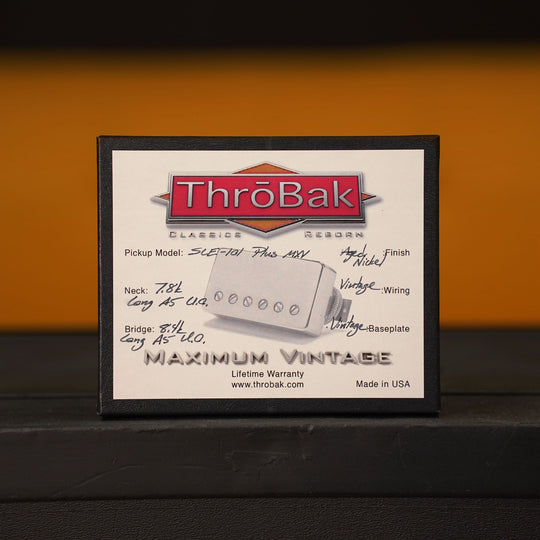 ThrōBak
CLASSICS REBORN
Pickup Model: SLE-101 Plus MXV Aged Nickel :Finish
Neck: 7.8k Long A5 U.O. Vintage :Wiring
Bridge: 8.4k Long A5 U.O. Vintage :Baseplate
MAXIMUM VINTAGE
Lifetime Warranty
www.throbak.com Made in USA